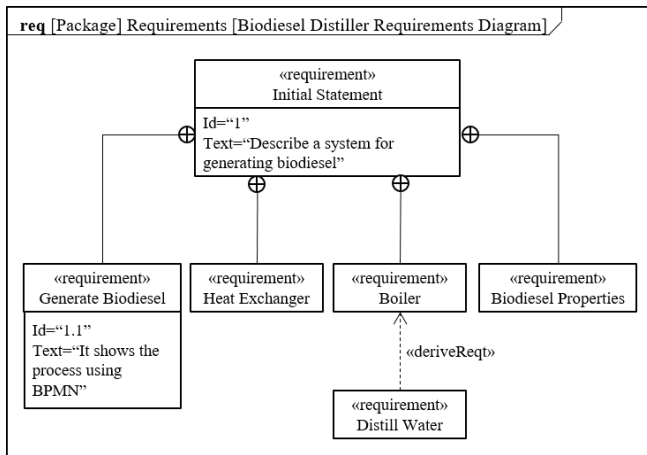 req [Package] Requirements [Biodiesel Distiller Requirements Diagram]
«requirement»
Initial Statement
Id=“1”
Text=“Describe a system for
generating biodiesel”
«requirement»
Generate Biodiesel
Id=“1.1”
Text=“It shows the
process using
BPMN”
«requirement»
Heat Exchanger
«requirement»
Boiler
«requirement»
Biodiesel Properties
«deriveReqt»
«requirement»
Distill Water